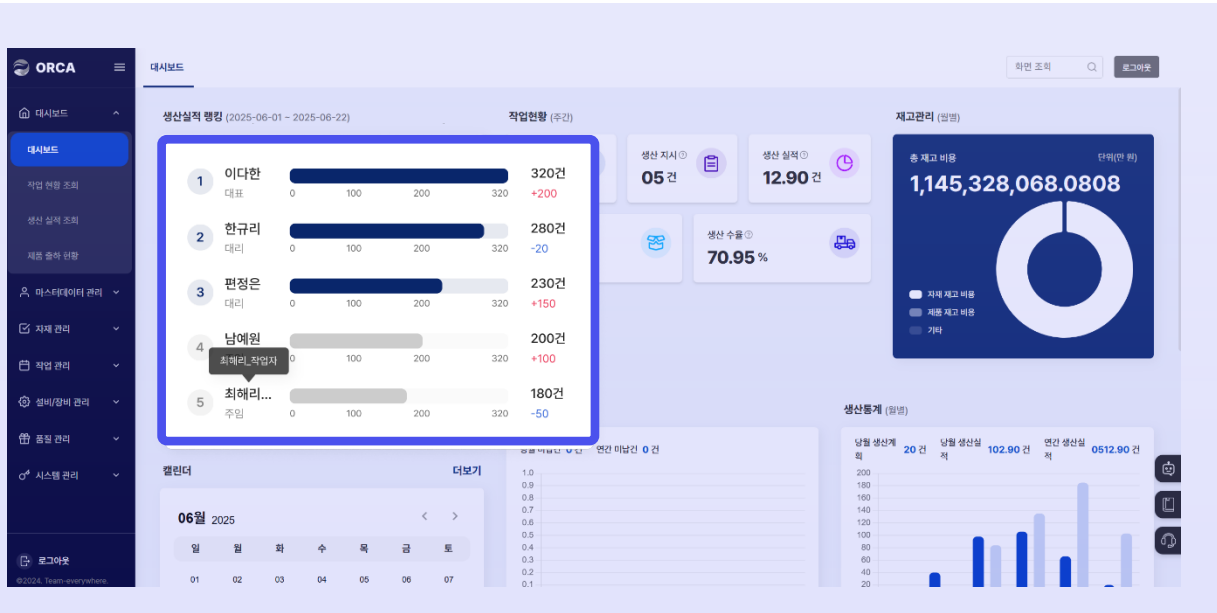 ORCA
대시보드
화면 조회
로그아웃
대시보드
대시보드
작업 현황 조회
생산 실적 조회
제품 출하 현황
마스터데이터 관리
자재 관리
작업 관리
설비/장비 관리
품질 관리
시스템 관리
로그아웃
©2024. Team-everywhere.
생산실적 랭킹 (2025-06-01 ~ 2025-06-22)
1 이다한 320건
대표 0 100 200 320 +200
2 한규리 280건
대리 0 100 200 320 -20
3 편정은 230건
대리 0 100 200 320 +150
4 남예원 200건
0 100 200 320 +100
최해리_작업자
5 최해리... 180건
주임 0 100 200 320 -50
작업현황 (주간)
생산 지시
05 건
생산 실적
12.90 건
생산 수율
70.95 %
재고관리 (월별)
총 재고 비용 단위(만 원)
1,145,328,068.0808
자재 재고 비용
제품 재고 비용
기타
캘린더 더보기
06월 2025
일 월 화 수 목 금 토
01 02 03 04 05 06 07
당월 미납건 0 건 연간 미납건 0 건
1.0
0.9
0.8
0.7
0.6
0.5
0.4
0.3
0.2
0.1
생산통계 (월별)
당월 생산계획 20 건 당월 생산실적 102.90 건 연간 생산실적 0512.90 건
200
180
160
140
120
100
80
60
40
20